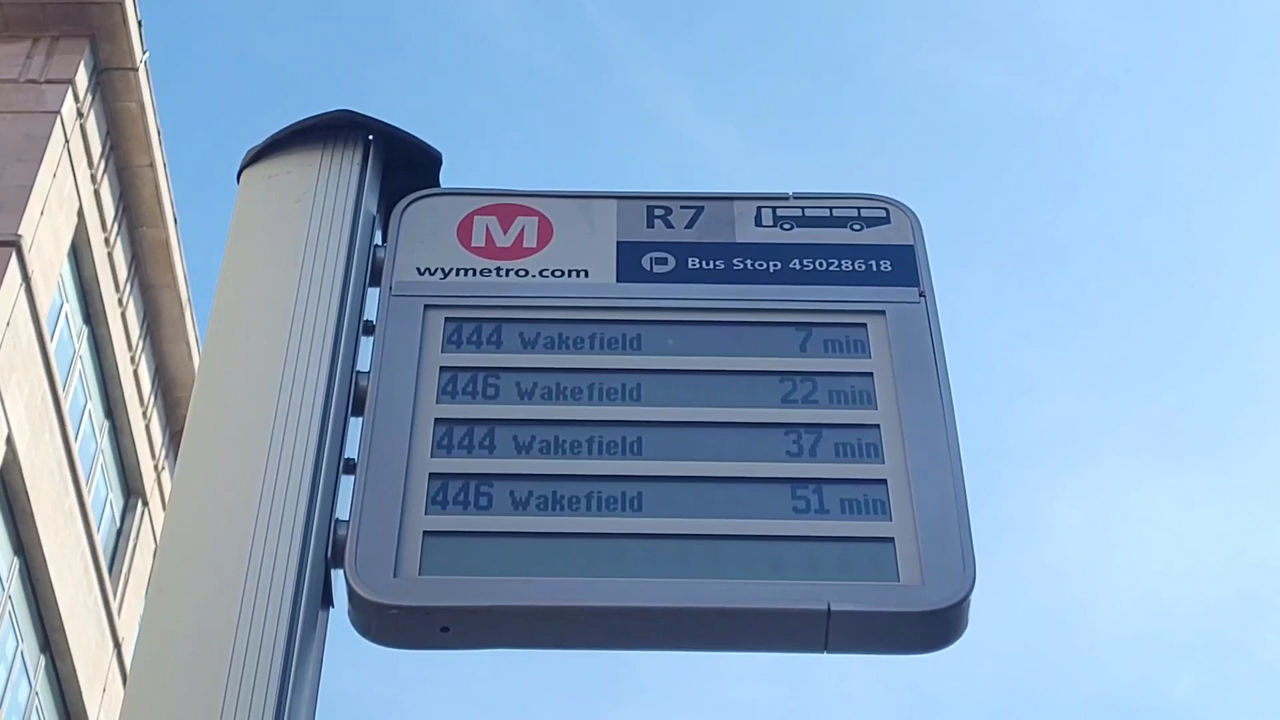 M
wymetro.com
R7
Bus Stop 45028618
444 Wakefield 7 min
446 Wakefield 22 min
444 Wakefield 37 min
446 Wakefield 51 min